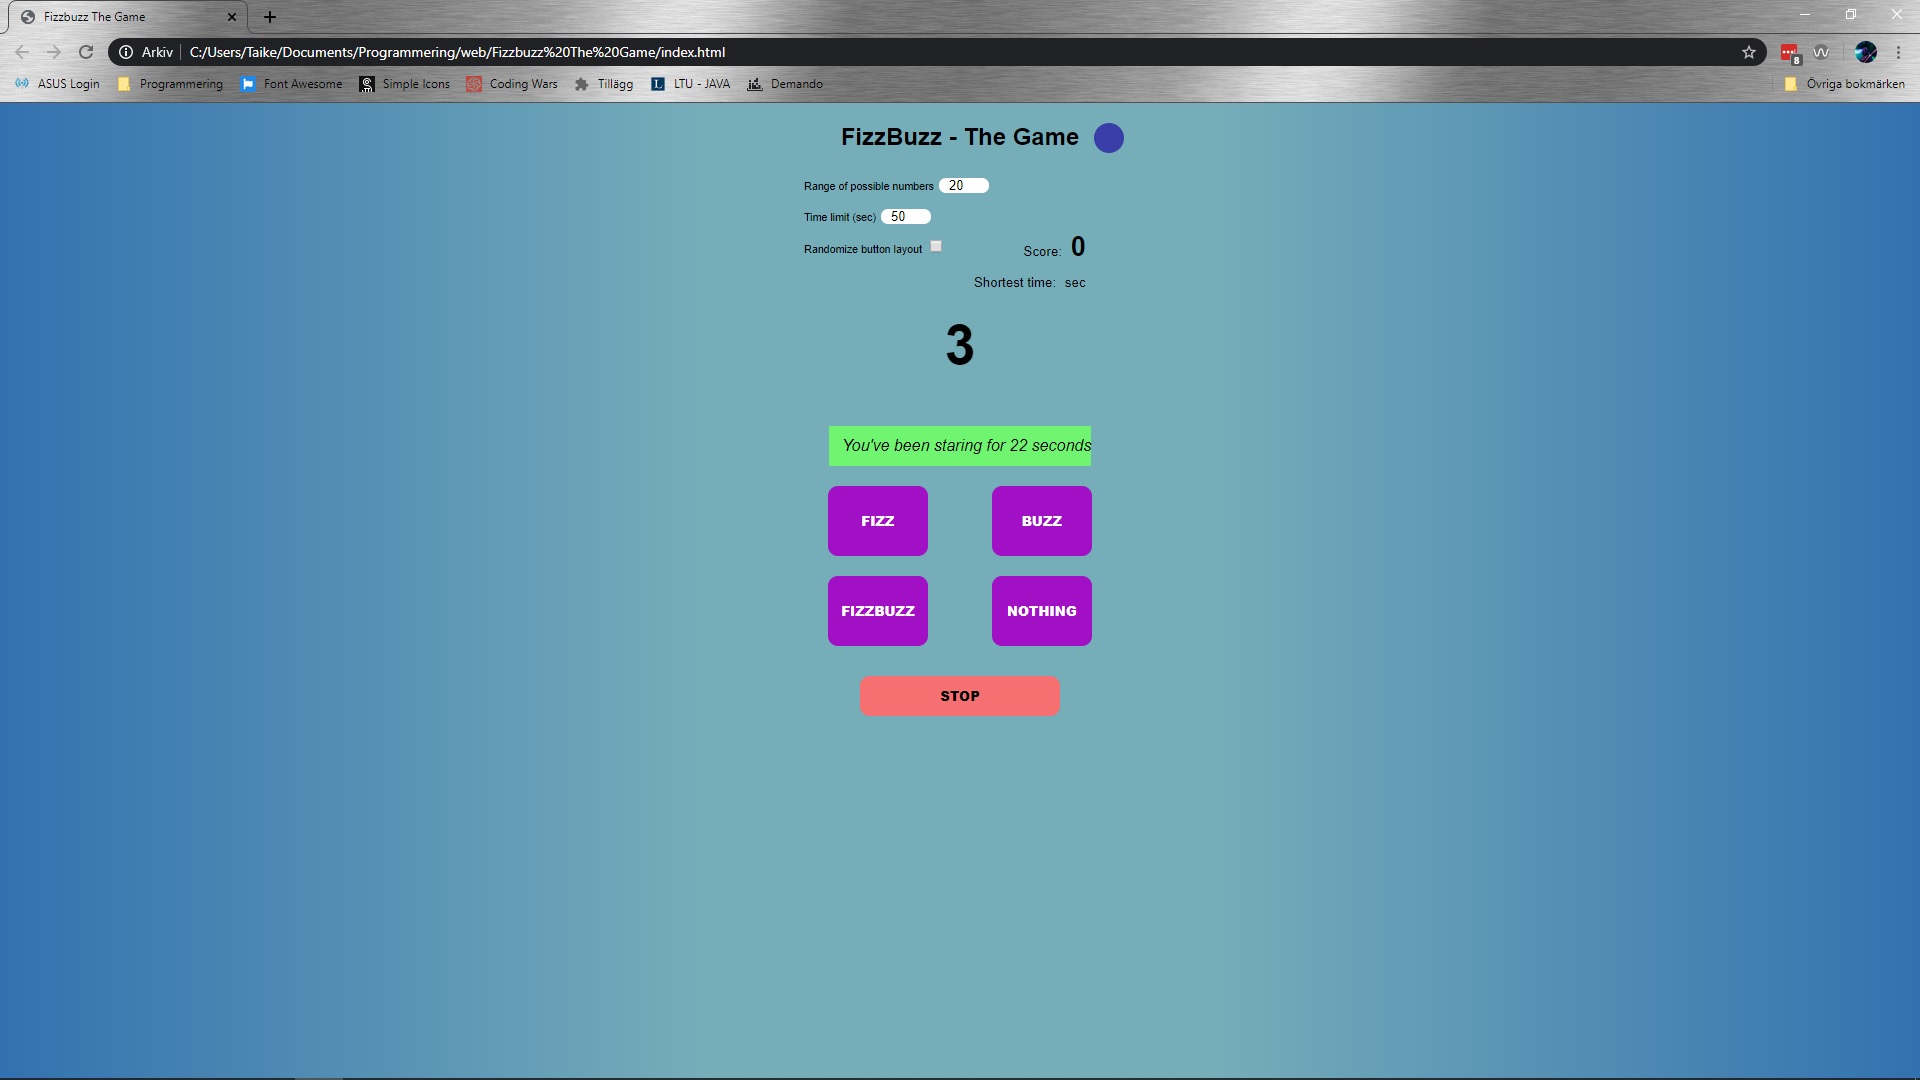 Fizzbuzz The Game
Arkiv C:/Users/Taike/Documents/Programmering/web/Fizzbuzz%20The%20Game/index.html
8
ASUS Login Programmering Font Awesome Simple Icons Coding Wars Tillägg L LTU - JAVA Demando Övriga bokmärken
FizzBuzz - The Game
Range of possible numbers 20
Time limit (sec) 50
Randomize button layout Score: 0
Shortest time: sec
3
You've been staring for 22 seconds
FIZZ BUZZ
FIZZBUZZ NOTHING
STOP